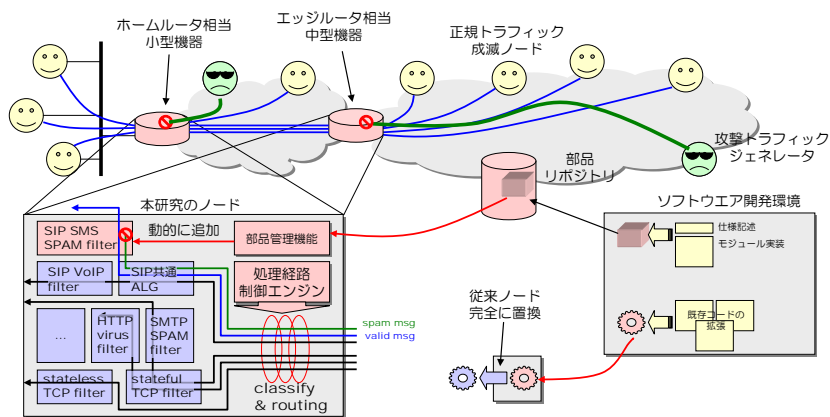 ホームルータ相当
小型機器
エッジルータ相当
中型機器
正規トラフィック
成滅ノード
攻撃トラフィック
ジェネレータ
部品
リポジトリ
本研究のノード
SIP SMS
SPAM filter
動的に追加
部品管理機能
SIP VoIP
filter
SIP共通
ALG
処理経路
制御エンジン
...
HTTP
virus
filter
SMTP
SPAM
filter
stateless
TCP filter
stateful
TCP filter
classify
& routing
spam msg
valid msg
従来ノード
完全に置換
ソフトウエア開発環境
仕様記述
モジュール実装
既存コードの
拡張